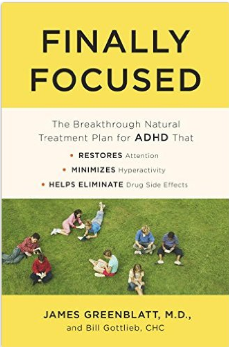 FINALLY
FOCUSED
The Breakthrough Natural
Treatment Plan for ADHD That
• RESTORES Attention
• MINIMIZES Hyperactivity
• HELPS ELIMINATE Drug Side Effects
JAMES GREENBLATT, M.D.,
and Bill Gottlieb, CHC